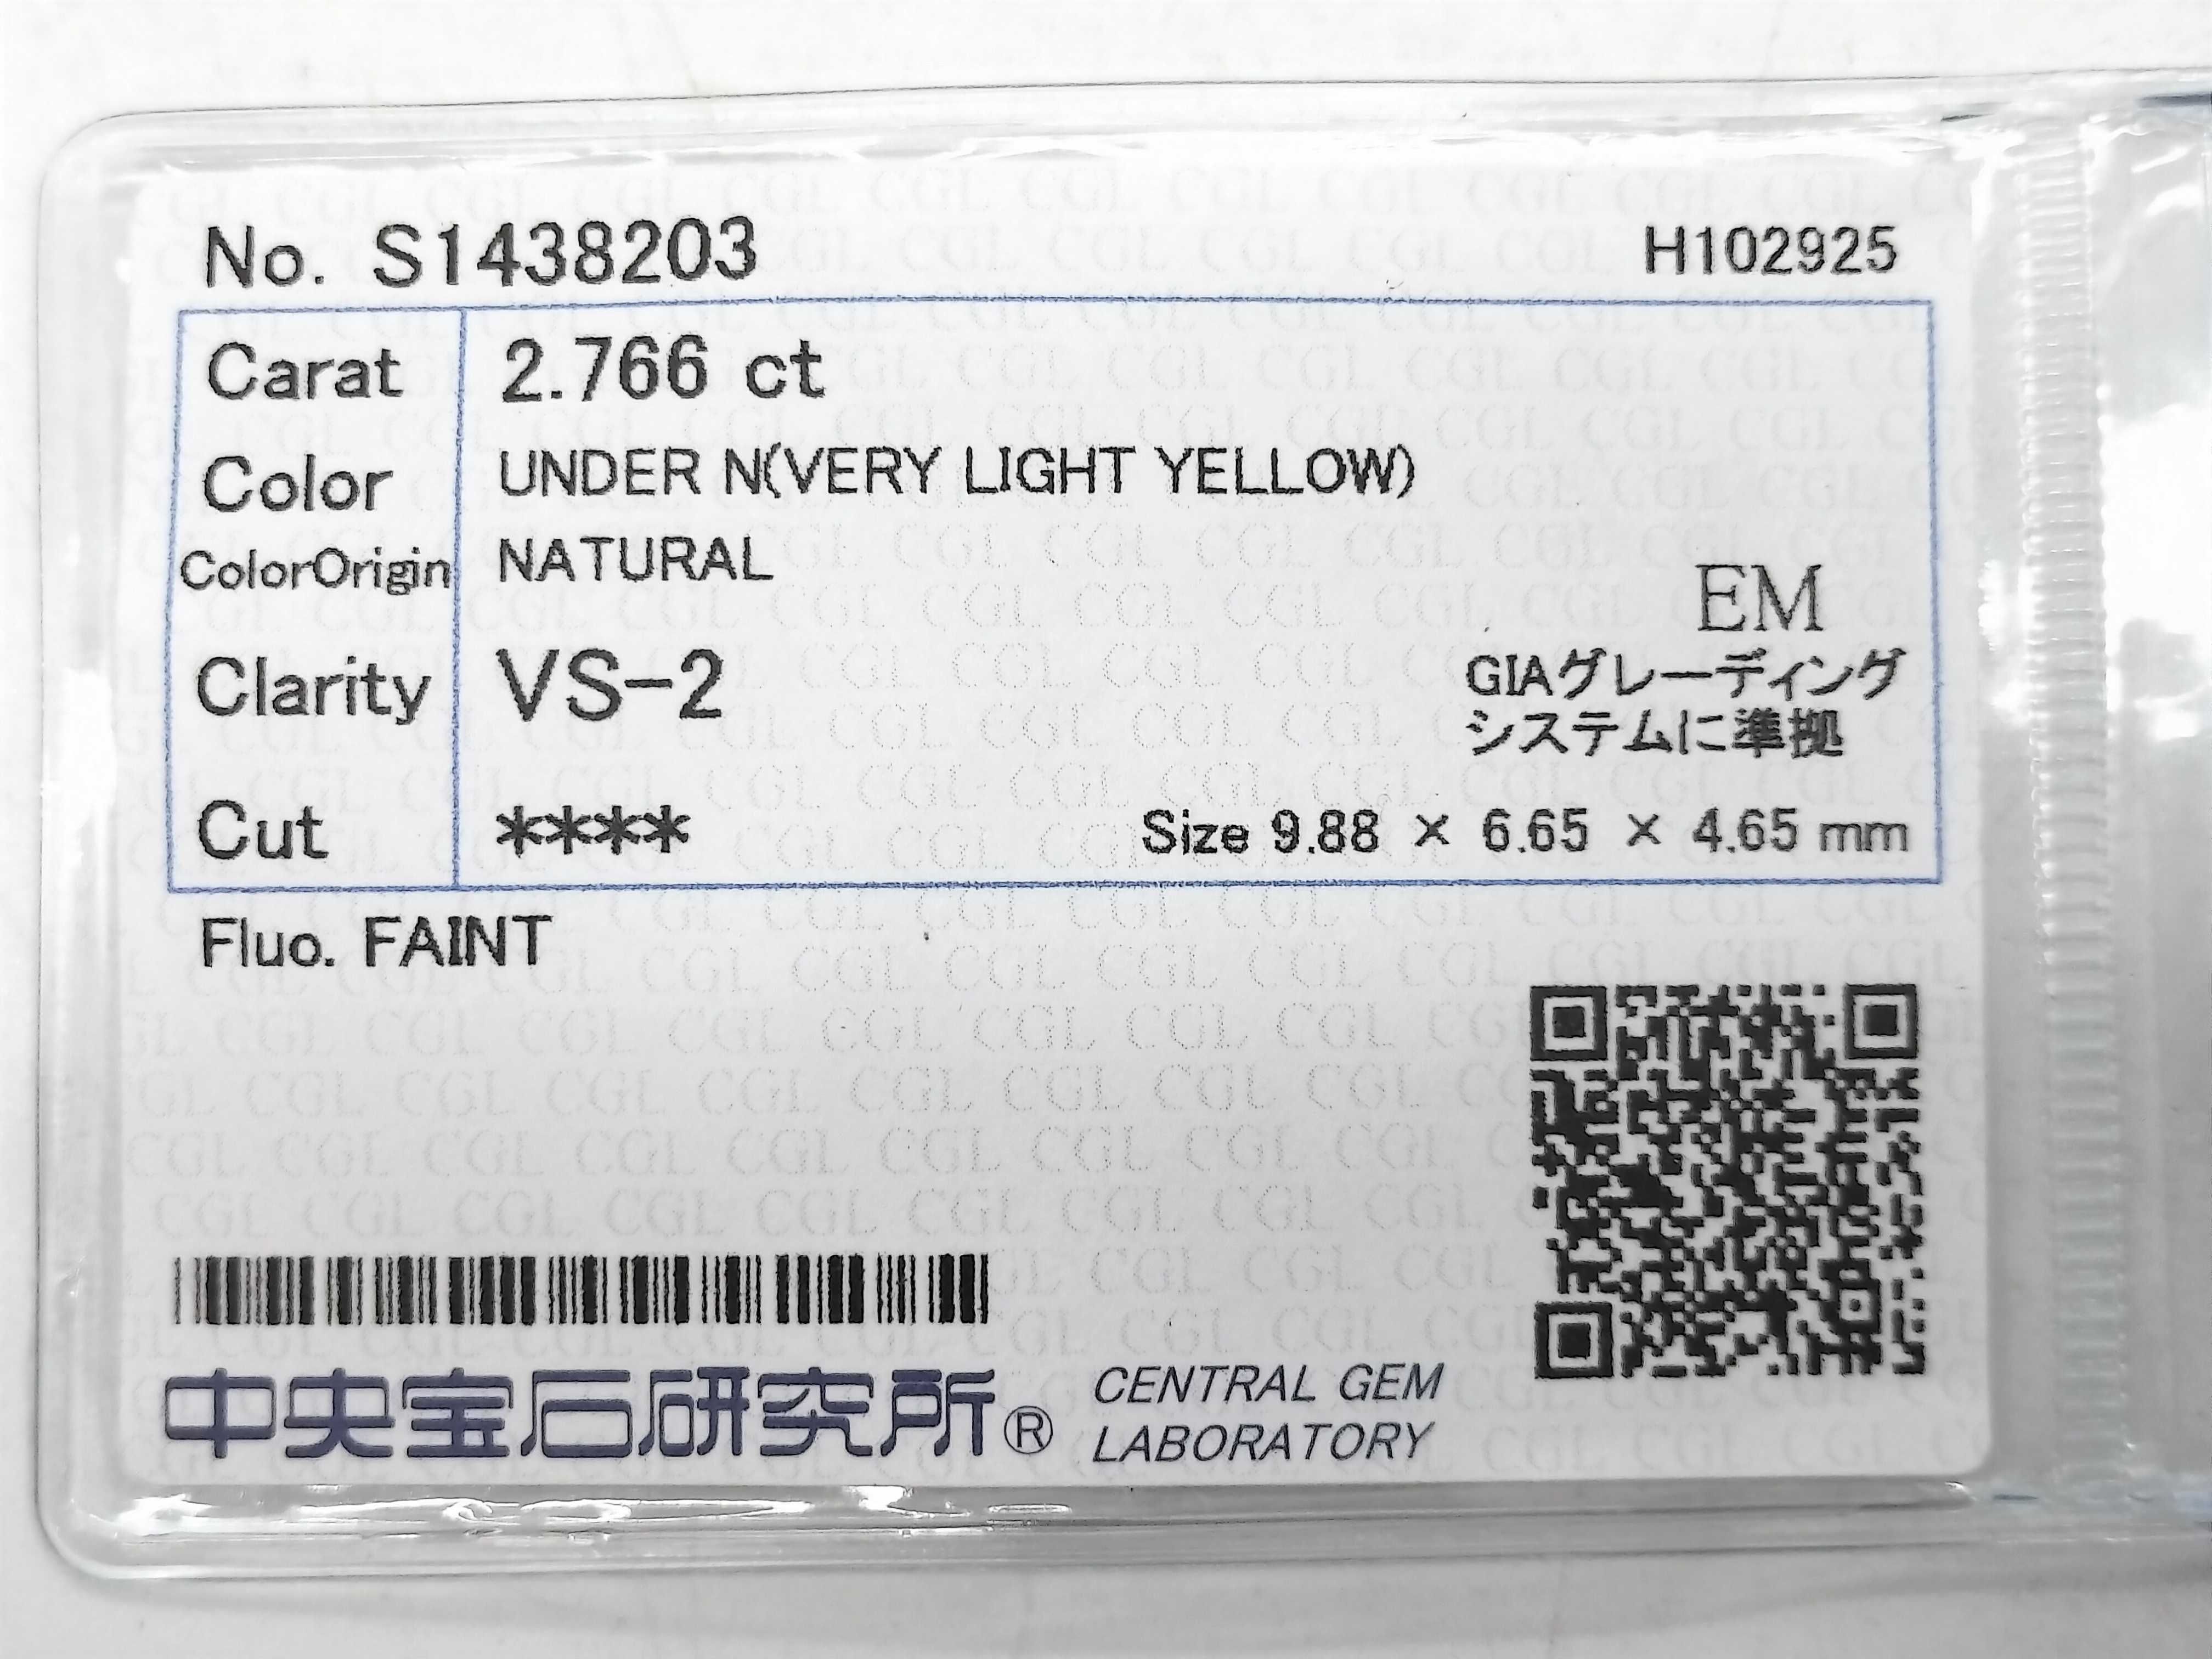 No. S1438203 H102925
Carat 2.766 ct
Color UNDER N(VERY LIGHT YELLOW)
ColorOrigin NATURAL
EM
Clarity VS-2 GIAグレーディング
システムに準拠
Cut **** Size 9.88 × 6.65 × 4.65 mm
Fluo. FAINT
中央宝石研究所® CENTRAL GEM
LABORATORY